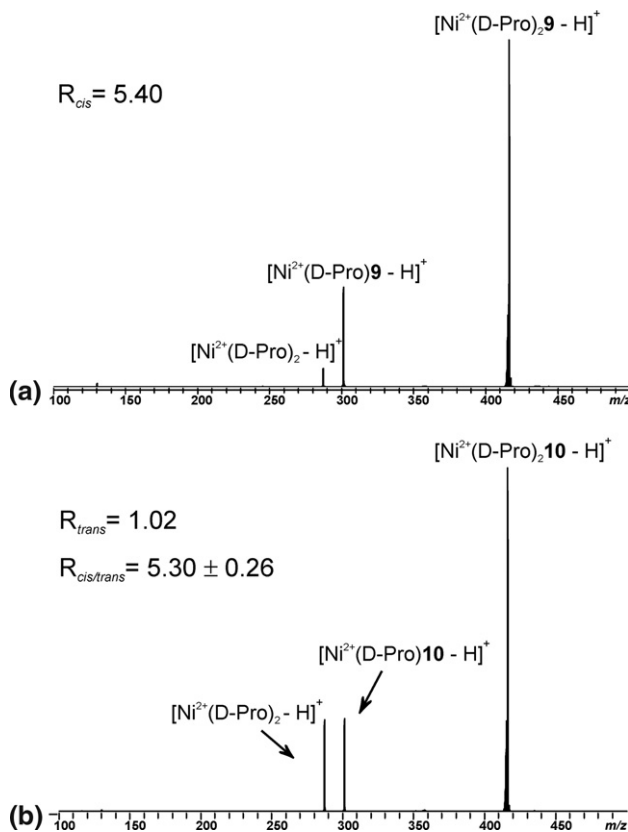 [Ni²⁺(D-Pro)₂9 - H]⁺
R_cis = 5.40
[Ni²⁺(D-Pro)9 - H]⁺
[Ni²⁺(D-Pro)₂ - H]⁺
(a)
100 150 200 250 300 350 400 450 m/z
[Ni²⁺(D-Pro)₂10 - H]⁺
R_trans = 1.02
R_cis/trans = 5.30 ± 0.26
[Ni²⁺(D-Pro)10 - H]⁺
[Ni²⁺(D-Pro)₂ - H]⁺
(b)
100 150 200 250 300 350 400 450 m/z